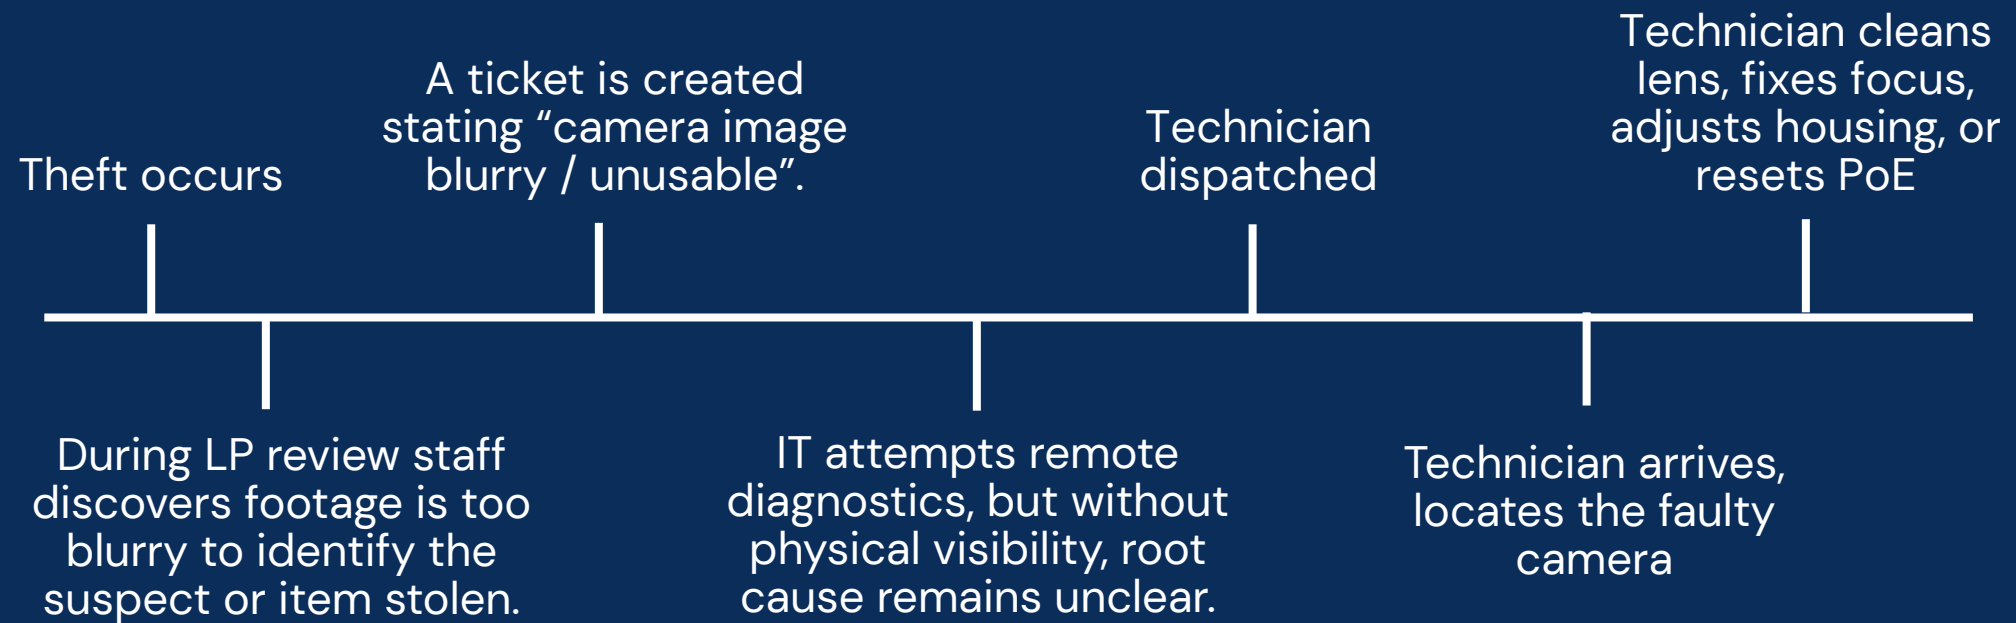 Theft occurs
During LP review staff
discovers footage is too
blurry to identify the
suspect or item stolen.
A ticket is created
stating “camera image
blurry / unusable”.
IT attempts remote
diagnostics, but without
physical visibility, root
cause remains unclear.
Technician
dispatched
Technician arrives,
locates the faulty
camera
Technician cleans
lens, fixes focus,
adjusts housing, or
resets PoE